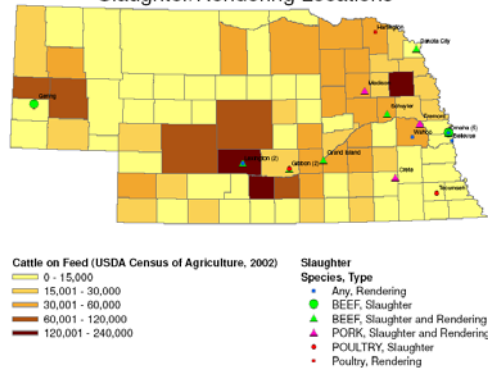 Slaughter/Rendering Locations
Hartington
Dakota City
Gering
Madison
Schuyler
Fremont
Wahoo
Omaha (5)
Bellevue
Lexington (2)
Gibbon (2)
Grand Island
Crete
Tecumseh
Cattle on Feed (USDA Census of Agriculture, 2002)
0 - 15,000
15,001 - 30,000
30,001 - 60,000
60,001 - 120,000
120,001 - 240,000
Slaughter
Species, Type
Any, Rendering
BEEF, Slaughter
BEEF, Slaughter and Rendering
PORK, Slaughter and Rendering
POULTRY, Slaughter
Poultry, Rendering